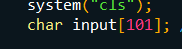 system("cls");
char input[101]; /